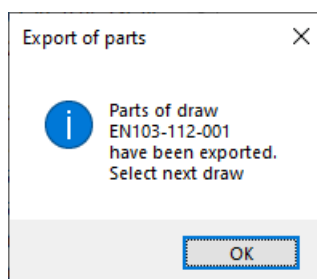 Export of parts
Parts of draw
EN103-112-001
have been exported.
Select next draw
OK